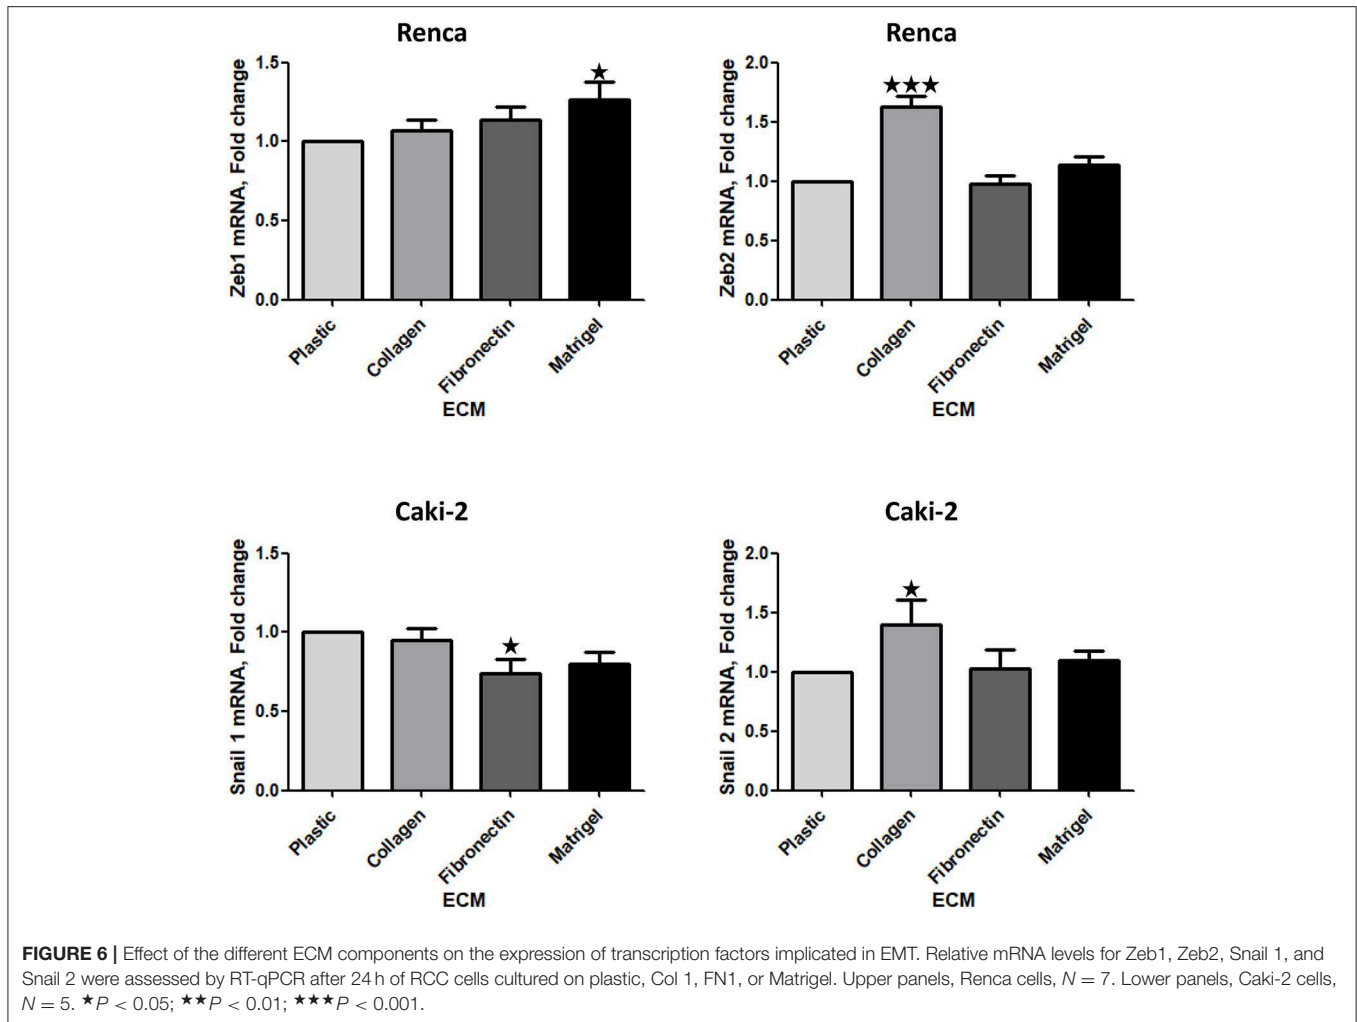 Renca
Zeb1 mRNA, Fold change
1.5
1.0
0.5
0.0
★
Plastic
Collagen
Fibronectin
Matrigel
ECM
Renca
Zeb2 mRNA, Fold change
2.0
1.5
1.0
0.5
0.0
★★★
Plastic
Collagen
Fibronectin
Matrigel
ECM
Caki-2
Snail 1 mRNA, Fold change
1.5
1.0
0.5
0.0
★
Plastic
Collagen
Fibronectin
Matrigel
ECM
Caki-2
Snail 2 mRNA, Fold change
2.0
1.5
1.0
0.5
0.0
★
Plastic
Collagen
Fibronectin
Matrigel
ECM
FIGURE 6 | Effect of the different ECM components on the expression of transcription factors implicated in EMT. Relative mRNA levels for Zeb1, Zeb2, Snail 1, and
Snail 2 were assessed by RT-qPCR after 24 h of RCC cells cultured on plastic, Col 1, FN1, or Matrigel. Upper panels, Renca cells, N = 7. Lower panels, Caki-2 cells,
N = 5. ★P < 0.05; ★★P < 0.01; ★★★P < 0.001.